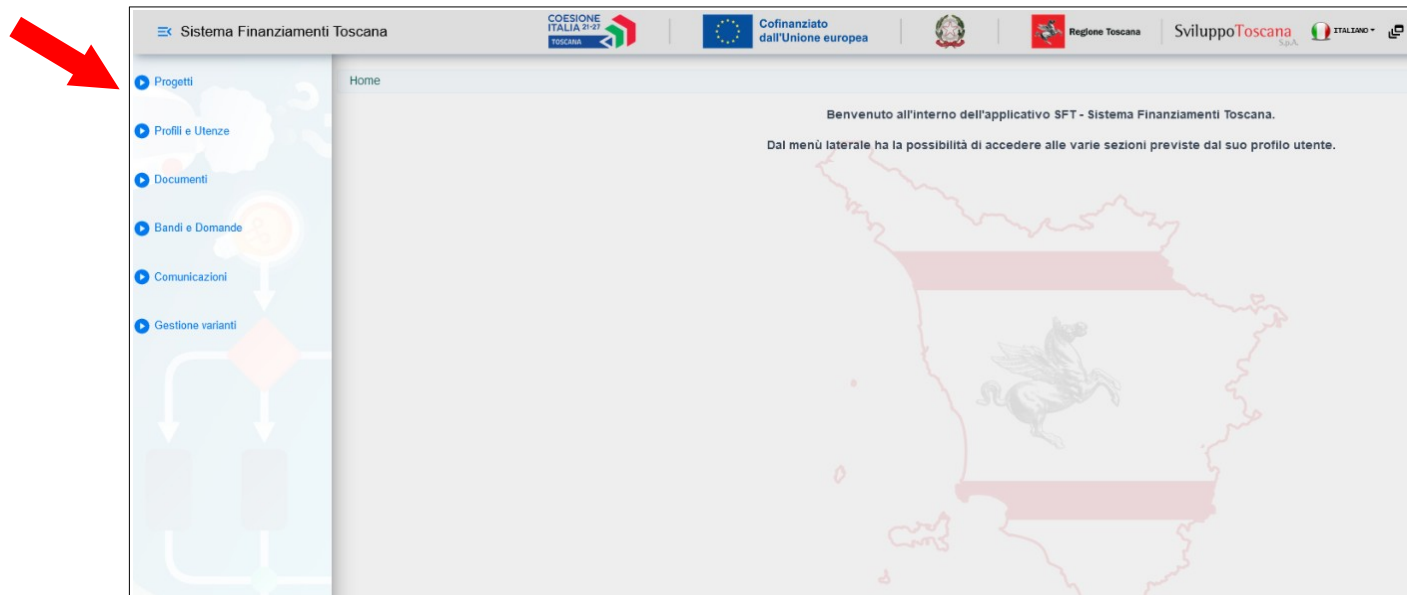 Sistema Finanziamenti Toscana
COESIONE
ITALIA 21-27
TOSCANA
Cofinanziato
dall'Unione europea
Regione Toscana
SviluppoToscana
S.p.A.
ITALIANO
Progetti
Profili e Utenze
Documenti
Bandi e Domande
Comunicazioni
Gestione varianti
Home
Benvenuto all'interno dell'applicativo SFT - Sistema Finanziamenti Toscana.
Dal menù laterale ha la possibilità di accedere alle varie sezioni previste dal suo profilo utente.